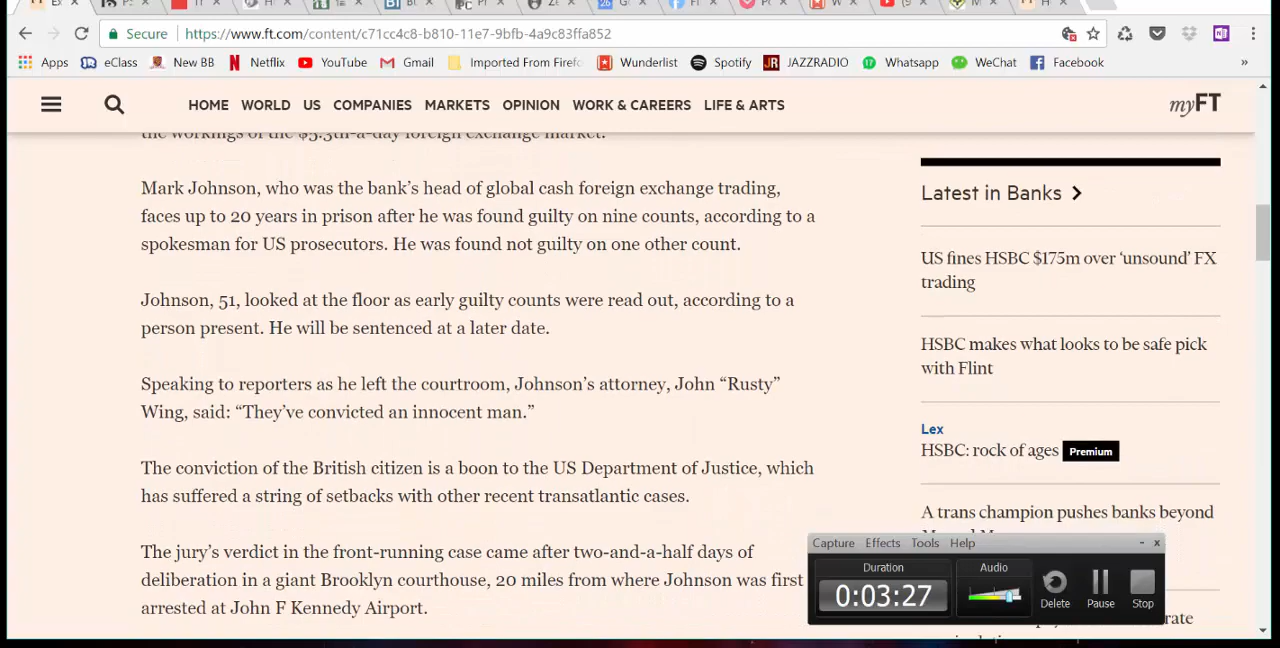 Secure https://www.ft.com/content/c71cc4c8-b810-11e7-9bfb-4a9c83ffa852
Apps eClass New BB Netflix YouTube Gmail Imported From Firefo Wunderlist Spotify JAZZRADIO Whatsapp WeChat Facebook »
HOME WORLD US COMPANIES MARKETS OPINION WORK & CAREERS LIFE & ARTS myFT
the workings of the $5.3tn-a-day foreign exchange market.
Mark Johnson, who was the bank's head of global cash foreign exchange trading,
faces up to 20 years in prison after he was found guilty on nine counts, according to a
spokesman for US prosecutors. He was found not guilty on one other count.
Johnson, 51, looked at the floor as early guilty counts were read out, according to a
person present. He will be sentenced at a later date.
Speaking to reporters as he left the courtroom, Johnson's attorney, John “Rusty”
Wing, said: “They've convicted an innocent man.”
The conviction of the British citizen is a boon to the US Department of Justice, which
has suffered a string of setbacks with other recent transatlantic cases.
The jury's verdict in the front-running case came after two-and-a-half days of
deliberation in a giant Brooklyn courthouse, 20 miles from where Johnson was first
arrested at John F Kennedy Airport.
Latest in Banks
US fines HSBC $175m over ‘unsound’ FX
trading
HSBC makes what looks to be safe pick
with Flint
Lex
HSBC: rock of ages Premium
A trans champion pushes banks beyond
Capture Effects Tools Help
Duration Audio
0:03:27
Delete Pause Stop